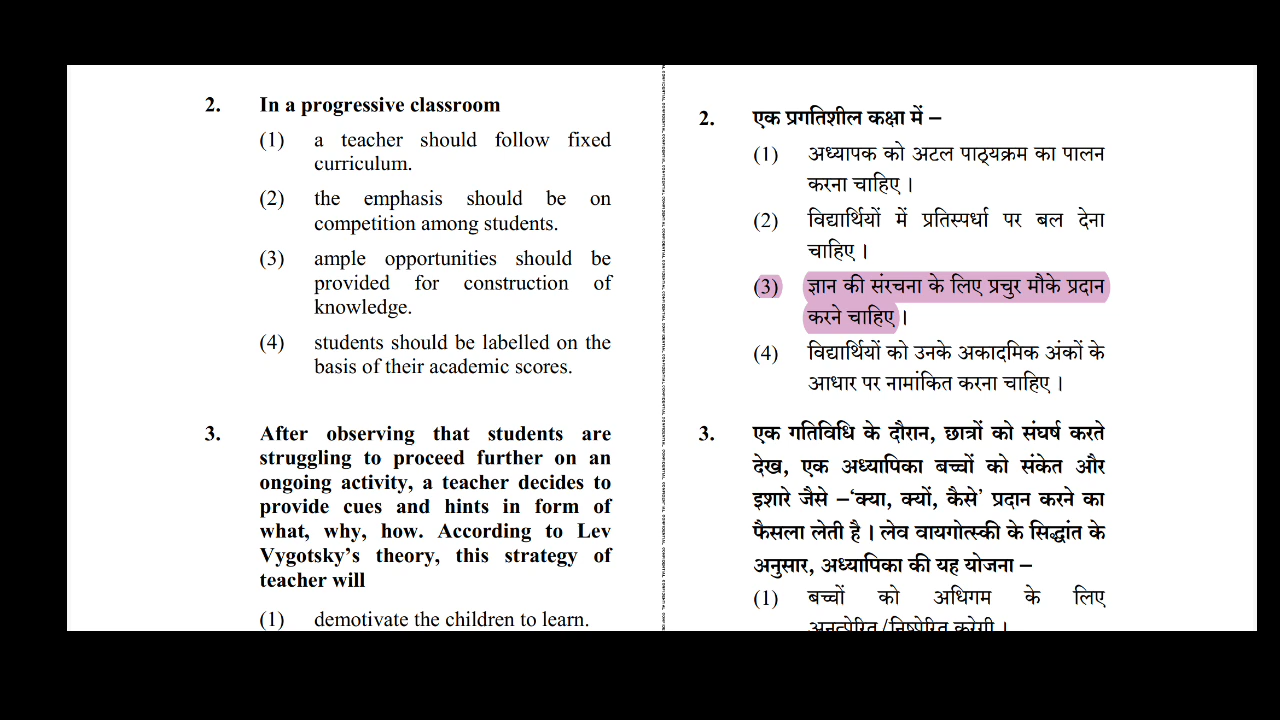 2. In a progressive classroom
(1) a teacher should follow fixed
curriculum.
(2) the emphasis should be on
competition among students.
(3) ample opportunities should be
provided for construction of
knowledge.
(4) students should be labelled on the
basis of their academic scores.
3. After observing that students are
struggling to proceed further on an
ongoing activity, a teacher decides to
provide cues and hints in form of
what, why, how. According to Lev
Vygotsky's theory, this strategy of
teacher will
(1) demotivate the children to learn.
2. एक प्रगतिशील कक्षा में –
(1) अध्यापक को अटल पाठ्यक्रम का पालन
करना चाहिए ।
(2) विद्यार्थियों में प्रतिस्पर्धा पर बल देना
चाहिए ।
(3) ज्ञान की संरचना के लिए प्रचुर मौके प्रदान
करने चाहिए ।
(4) विद्यार्थियों को उनके अकादमिक अंकों के
आधार पर नामांकित करना चाहिए ।
3. एक गतिविधि के दौरान, छात्रों को संघर्ष करते
देख, एक अध्यापिका बच्चों को संकेत और
इशारे जैसे –'क्या, क्यों, कैसे' प्रदान करने का
फैसला लेती है । लेव वायगोत्स्की के सिद्धांत के
अनुसार, अध्यापिका की यह योजना –
(1) बच्चों को अधिगम के लिए